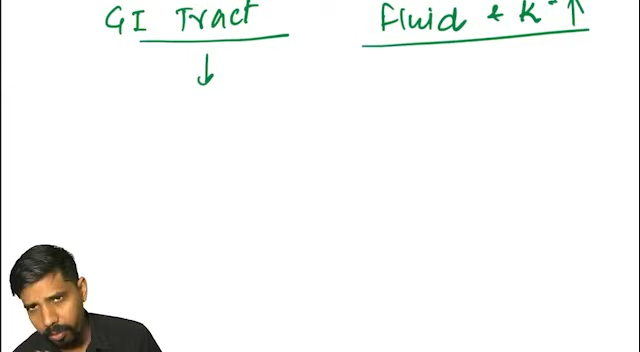 GI Tract
↓
Fluid & K⁺ ↑